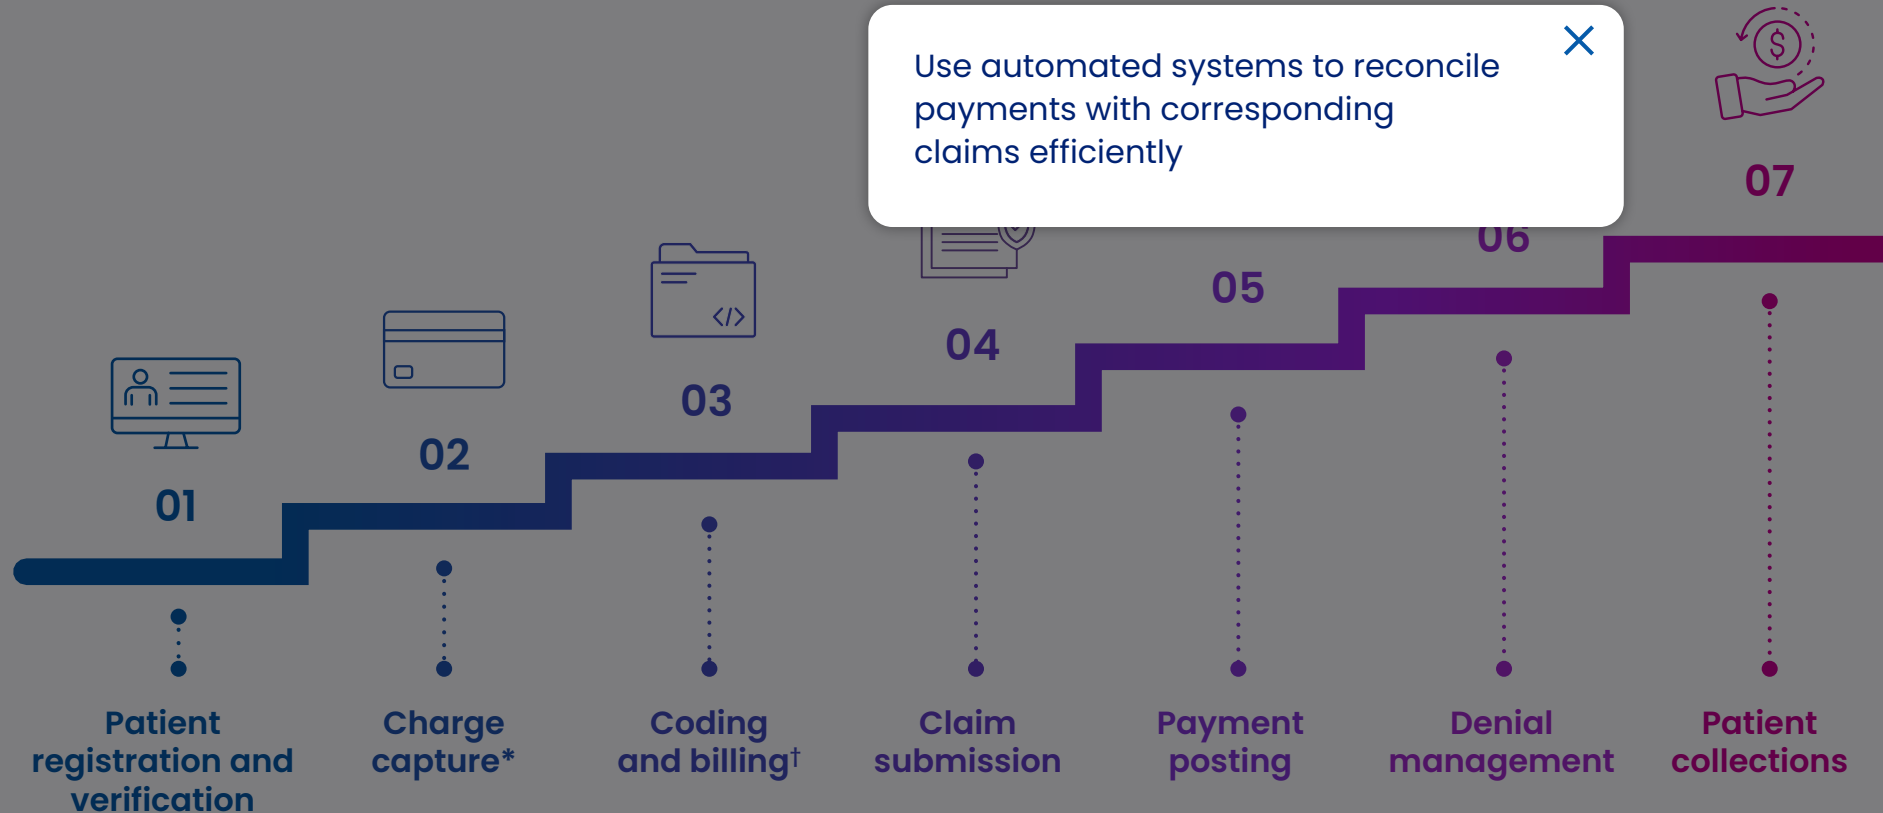 Use automated systems to reconcile
payments with corresponding
claims efficiently
07
06
05
04
03
02
01
Patient
registration and
verification
Charge
capture*
Coding
and billing†
Claim
submission
Payment
posting
Denial
management
Patient
collections